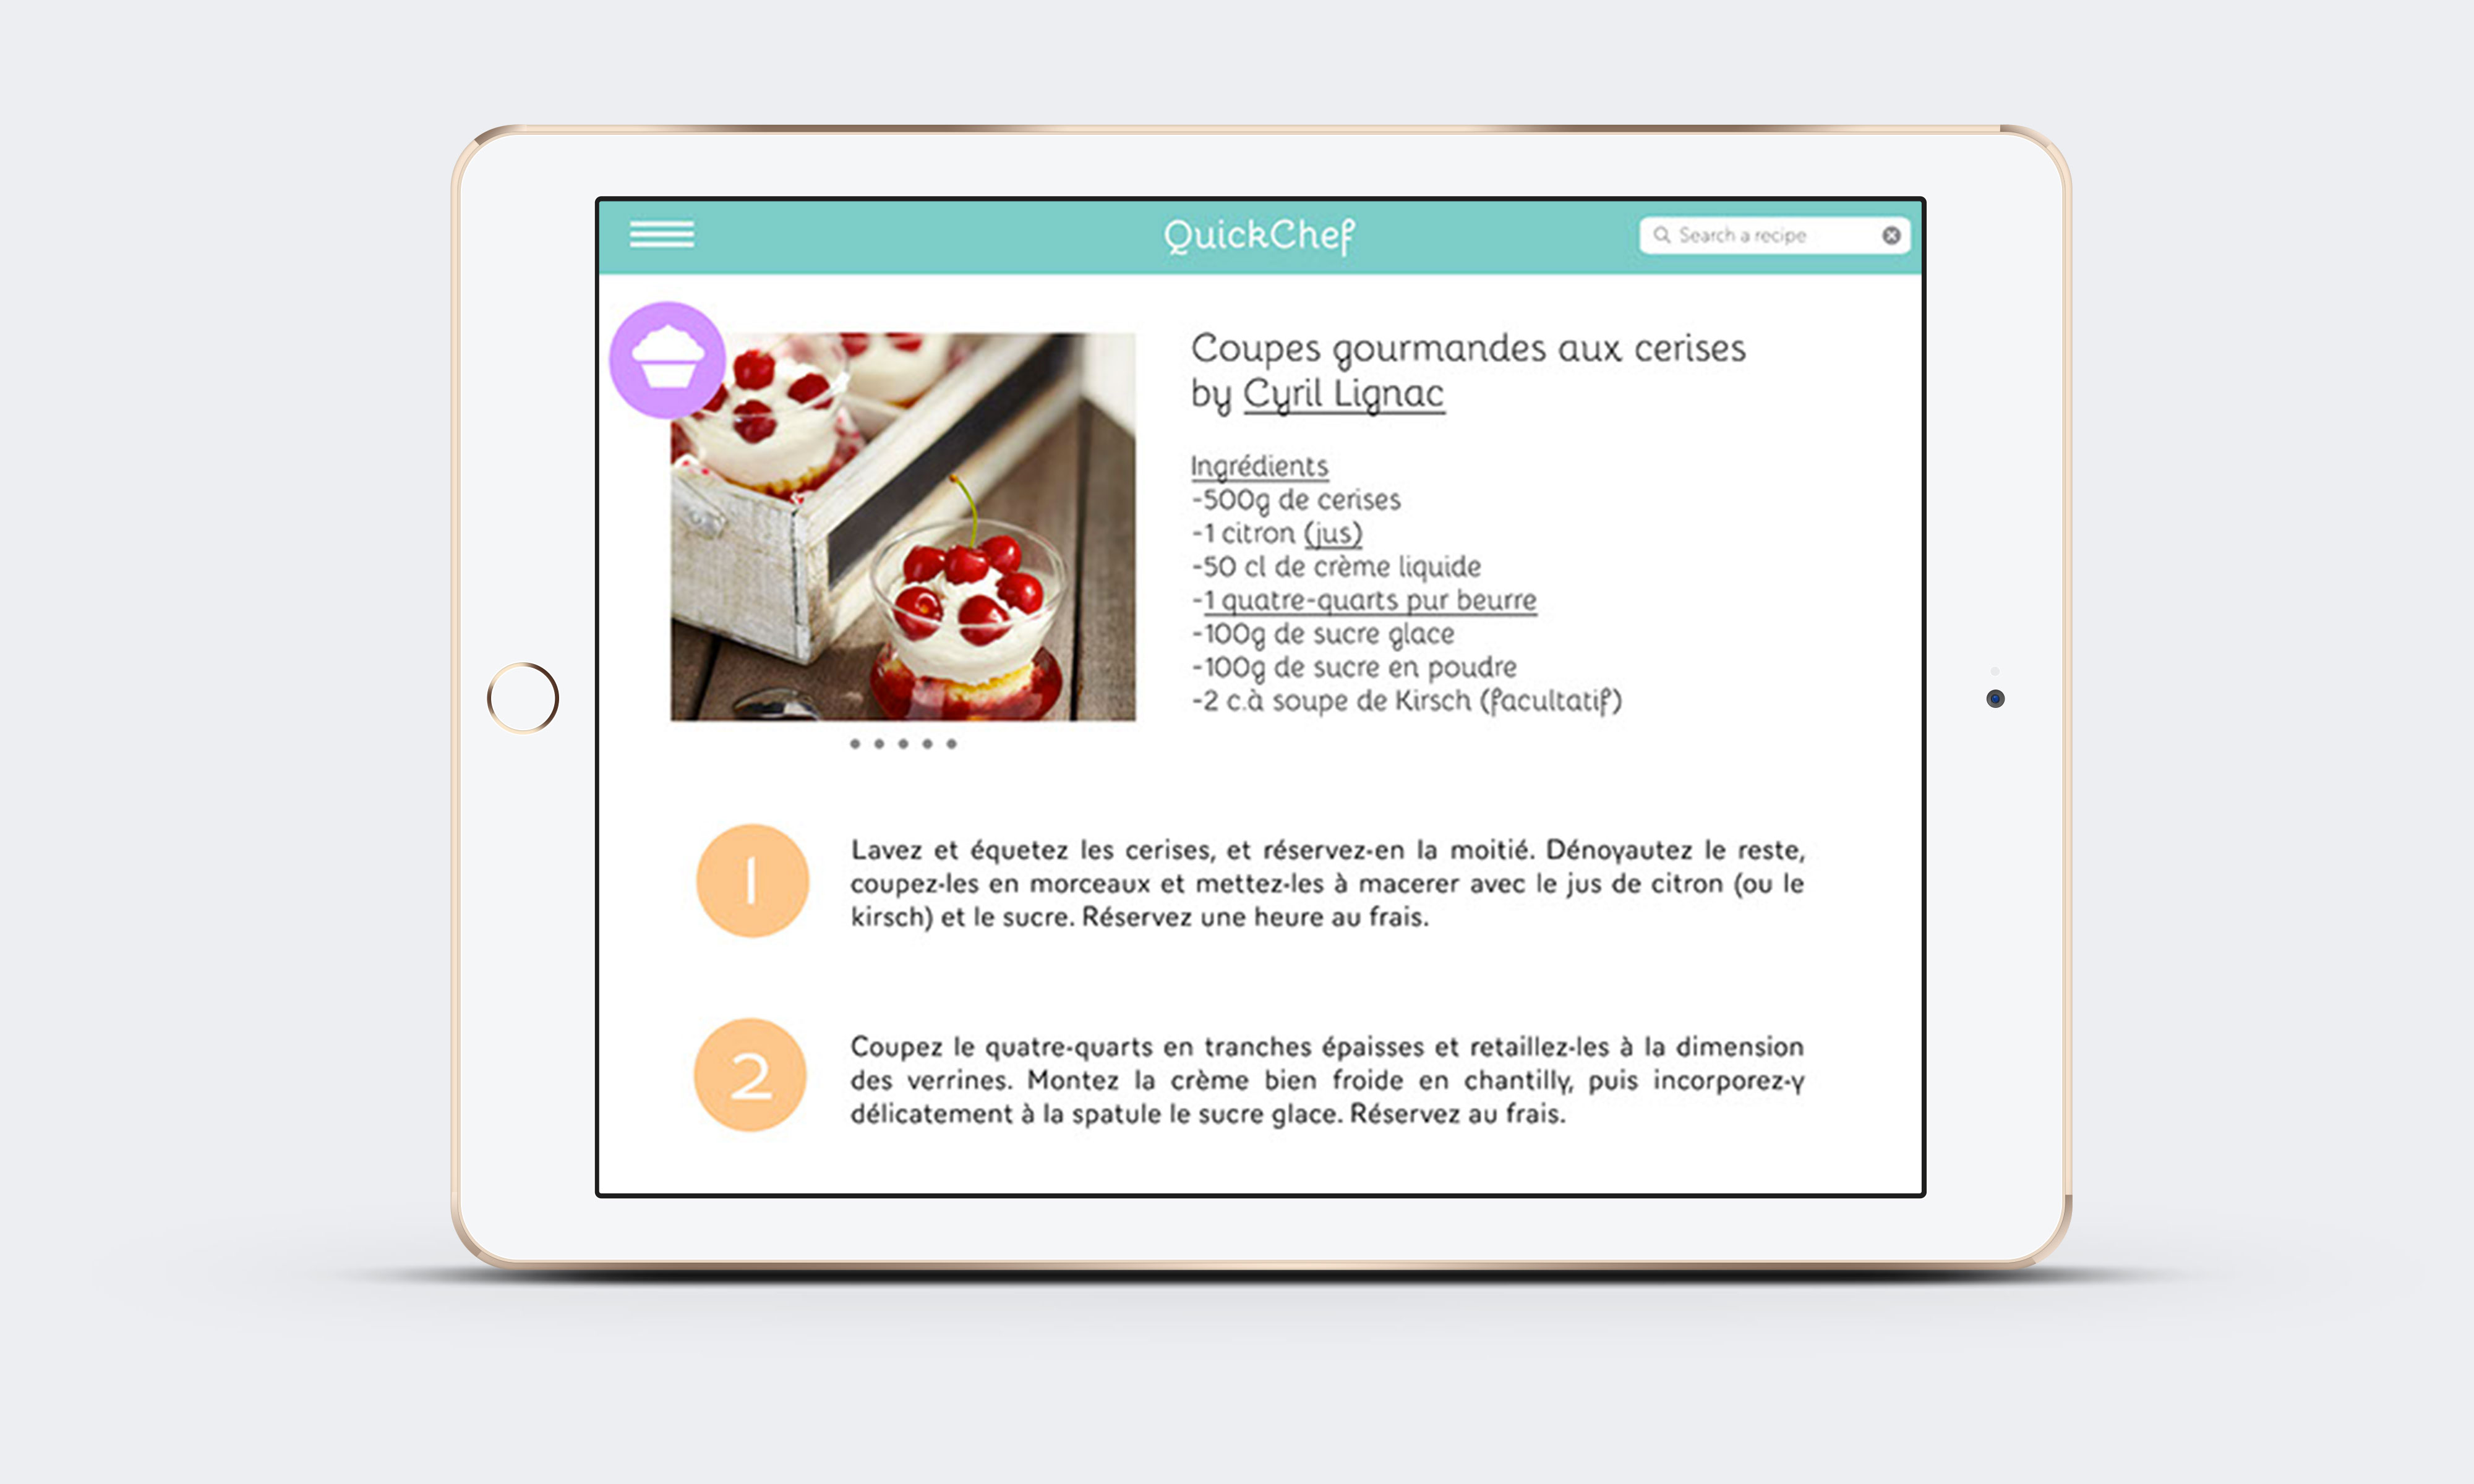 QuickChef
Search a recipe
Coupes gourmandes aux cerises
by Cyril Lignac
Ingrédients
-500g de cerises
-1 citron (jus)
-50 cl de crème liquide
-1 quatre-quarts pur beurre
-100g de sucre glace
-100g de sucre en poudre
-2 c.à soupe de Kirsch (facultatif)
1
Lavez et équetez les cerises, et réservez-en la moitié. Dénoyautez le reste,
coupez-les en morceaux et mettez-les à macerer avec le jus de citron (ou le
kirsch) et le sucre. Réservez une heure au frais.
2
Coupez le quatre-quarts en tranches épaisses et retaillez-les à la dimension
des verrines. Montez la crème bien froide en chantilly, puis incorporez-y
délicatement à la spatule le sucre glace. Réservez au frais.